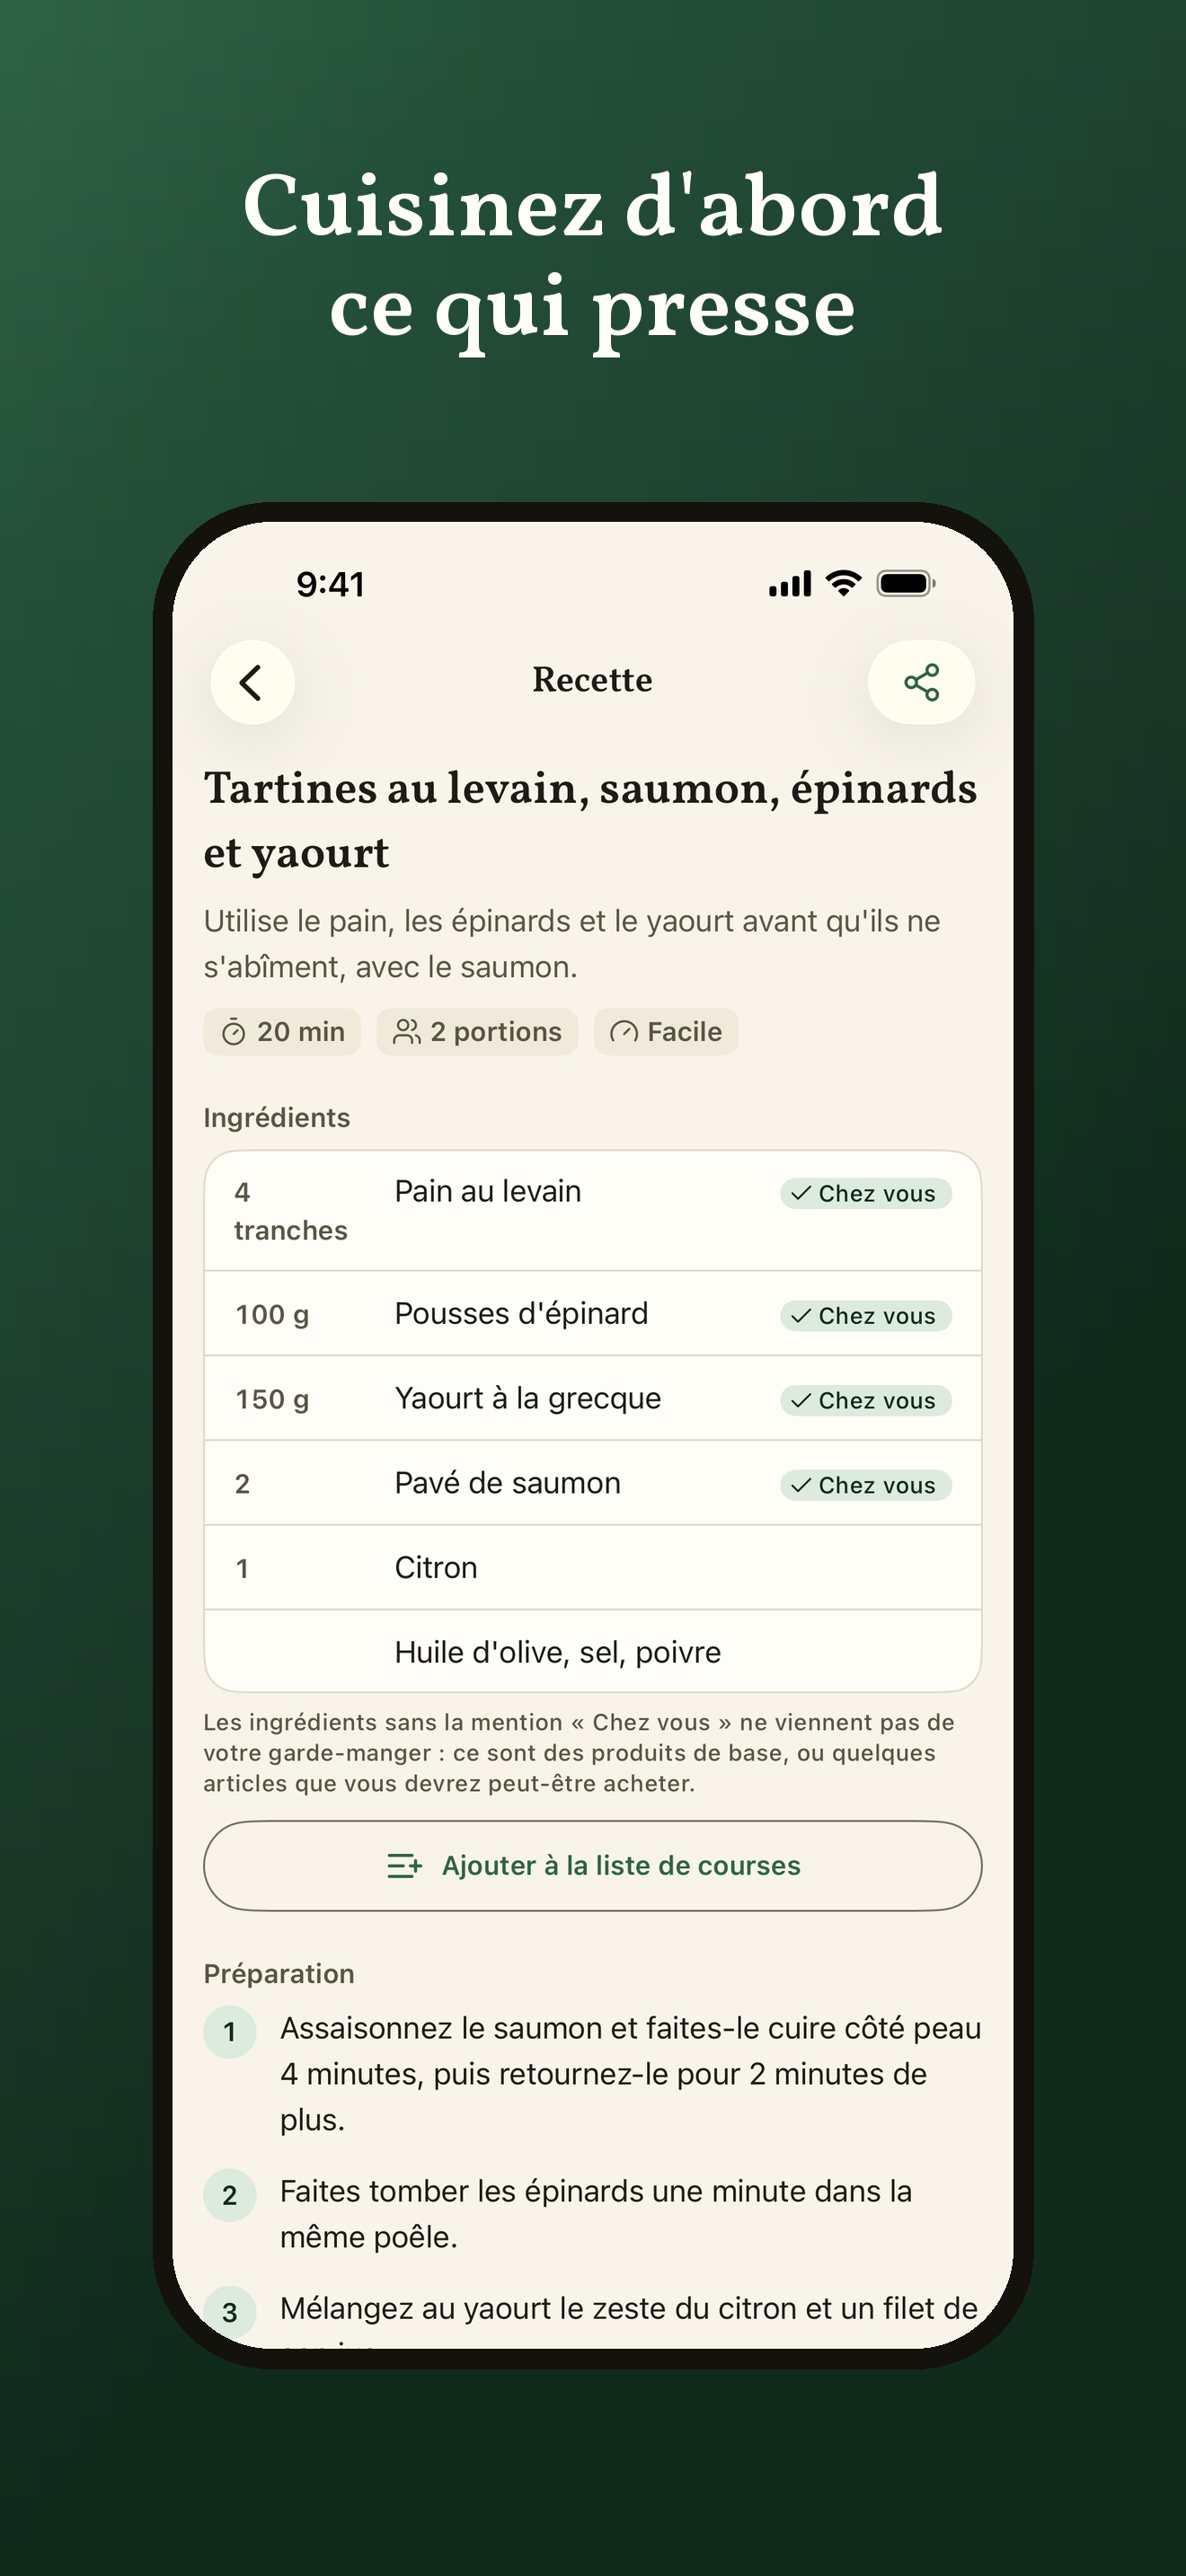 Cuisinez d'abord
ce qui presse
9:41
Recette
Tartines au levain, saumon, épinards
et yaourt
Utilise le pain, les épinards et le yaourt avant qu'ils ne
s'abîment, avec le saumon.
20 min
2 portions
Facile
Ingrédients
4
tranches
Pain au levain
Chez vous
100 g
Pousses d'épinard
Chez vous
150 g
Yaourt à la grecque
Chez vous
2
Pavé de saumon
Chez vous
1
Citron
Huile d'olive, sel, poivre
Les ingrédients sans la mention « Chez vous » ne viennent pas de
votre garde-manger : ce sont des produits de base, ou quelques
articles que vous devrez peut-être acheter.
Ajouter à la liste de courses
Préparation
1
Assaisonnez le saumon et faites-le cuire côté peau
4 minutes, puis retournez-le pour 2 minutes de
plus.
2
Faites tomber les épinards une minute dans la
même poêle.
3
Mélangez au yaourt le zeste du citron et un filet de